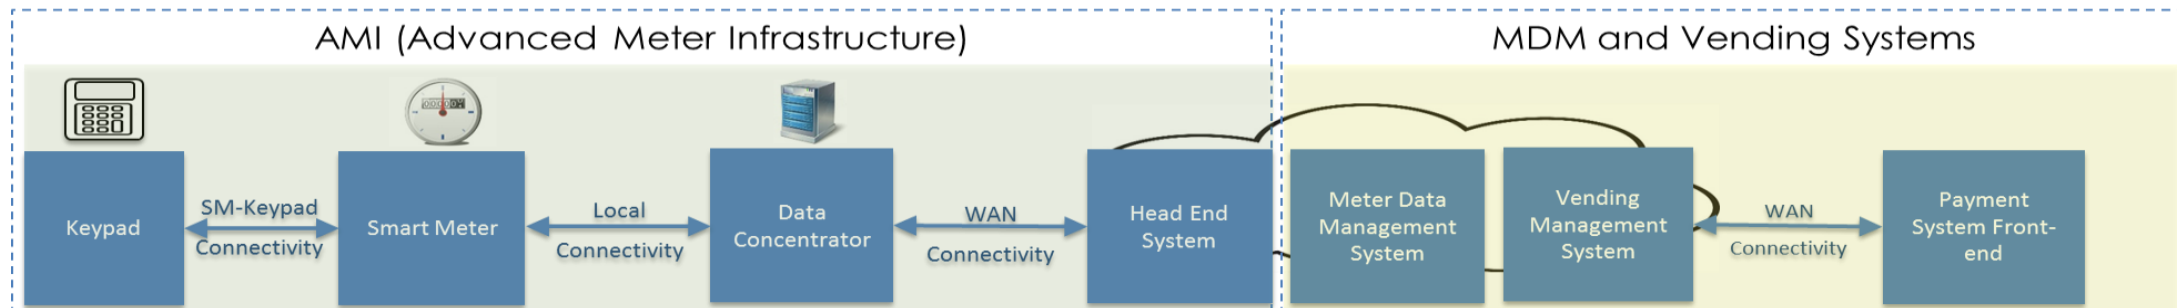 AMI (Advanced Meter Infrastructure)
MDM and Vending Systems
Keypad
SM-Keypad
Connectivity
Smart Meter
Local
Connectivity
Data
Concentrator
WAN
Connectivity
Head End
System
Meter Data
Management
System
Vending
Management
System
WAN
Connectivity
Payment
System Front-
end